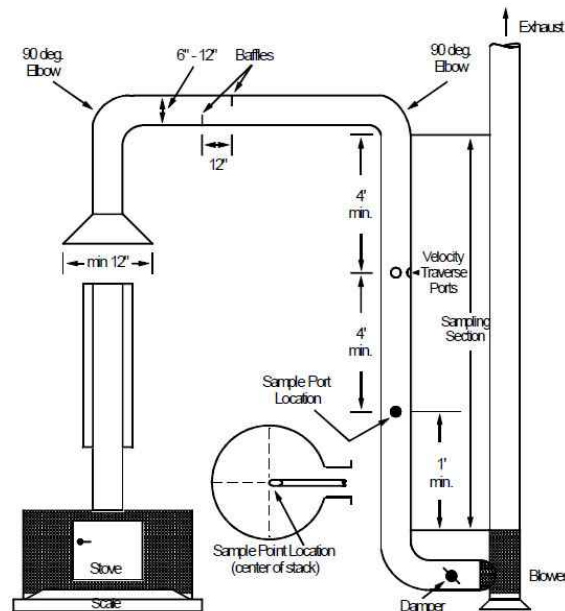 Exhaust
90 deg.
Elbow
6" - 12"
Baffles
90 deg.
Elbow
12"
4'
min.
min 12"
Velocity
Traverse
Ports
Sampling
Section
4'
min.
Sample Port
Location
1'
min.
Sample Point Location
(center of stack)
Stove
Blower
Scale
Damper